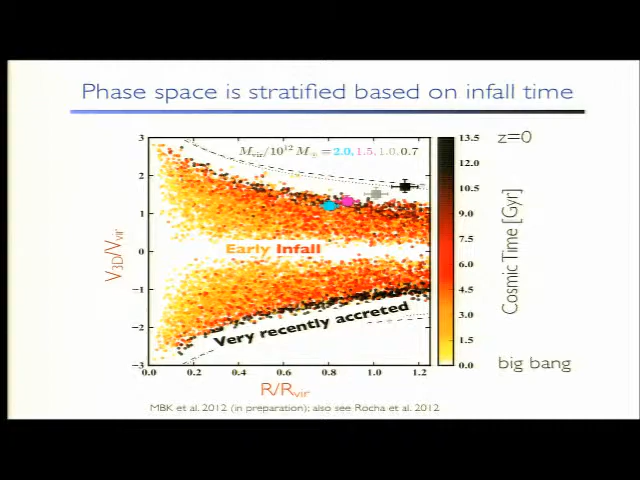 Phase space is stratified based on infall time
3
2
1
0
−1
−2
−3
M_vir/10^12 M_⊙ = 2.0, 1.5, 1.0, 0.7
Early Infall
Very recently accreted
0.0 0.2 0.4 0.6 0.8 1.0 1.2
V3D/Vvir
R/Rvir
13.5
12.0
10.5
9.0
7.5
6.0
4.5
3.0
1.5
0.0
z=0
Cosmic Time [Gyr]
big bang
MBK et al. 2012 (in preparation); also see Rocha et al. 2012